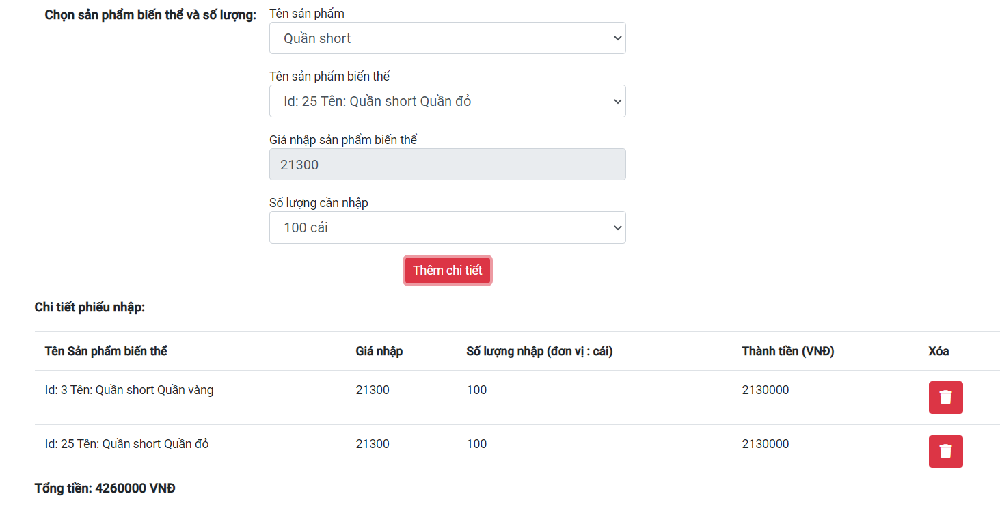 Chọn sản phẩm biến thể và số lượng:
Tên sản phẩm
Quần short
Tên sản phẩm biến thể
Id: 25 Tên: Quần short Quần đỏ
Giá nhập sản phẩm biến thể
21300
Số lượng cần nhập
100 cái
Thêm chi tiết
Chi tiết phiếu nhập:
Tên Sản phẩm biến thể Giá nhập Số lượng nhập (đơn vị : cái) Thành tiền (VNĐ) Xóa
Id: 3 Tên: Quần short Quần vàng 21300 100 2130000
Id: 25 Tên: Quần short Quần đỏ 21300 100 2130000
Tổng tiền: 4260000 VNĐ